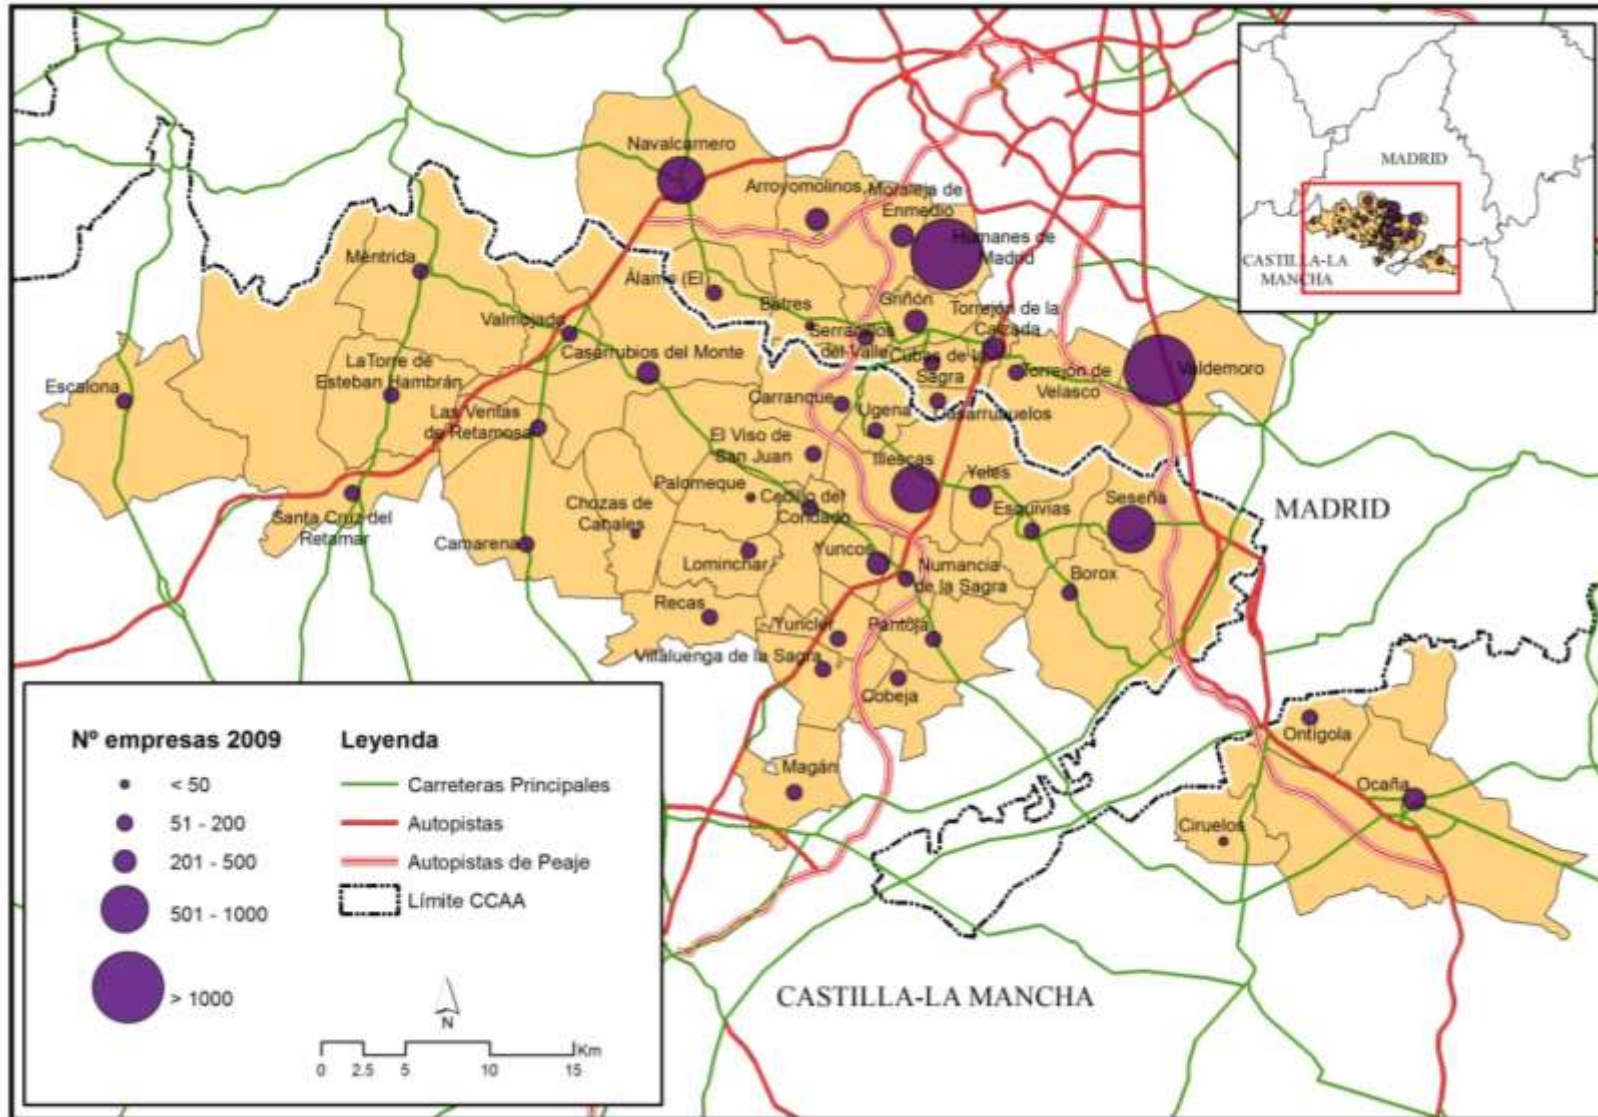 Navalcarnero
Arroyomolinos
Moraleja de
Enmedio
Humanes de
Madrid
Méntrida
Álamo (El)
Batres
Griñón
Serranillos
del Valle
Torrejón de la
Calzada
Cubas de la
Sagra
Valmojado
Casarrubios del Monte
Torrejón de
Velasco
Valdemoro
Escalona
La Torre de
Esteban Hambrán
Las Ventas
de Retamosa
Carranque
Ugena
Casarrubuelos
El Viso de
San Juan
Illescas
Yeles
Palomeque
Cedillo del
Condado
Chozas de
Canales
Esquivias
Seseña
Santa Cruz del
Retamar
Camarena
Lominchar
Yuncos
Numancia
de la Sagra
Borox
Recas
Yuncler
Pantoja
Villaluenga de la Sagra
Cobeja
Magán
Ontígola
Ocaña
Ciruelos
MADRID
CASTILLA-LA MANCHA
MADRID
CASTILLA-LA
MANCHA
Nº empresas 2009
< 50
51 - 200
201 - 500
501 - 1000
> 1000
Leyenda
Carreteras Principales
Autopistas
Autopistas de Peaje
Límite CCAA
N
Km
0 2.5 5 10 15